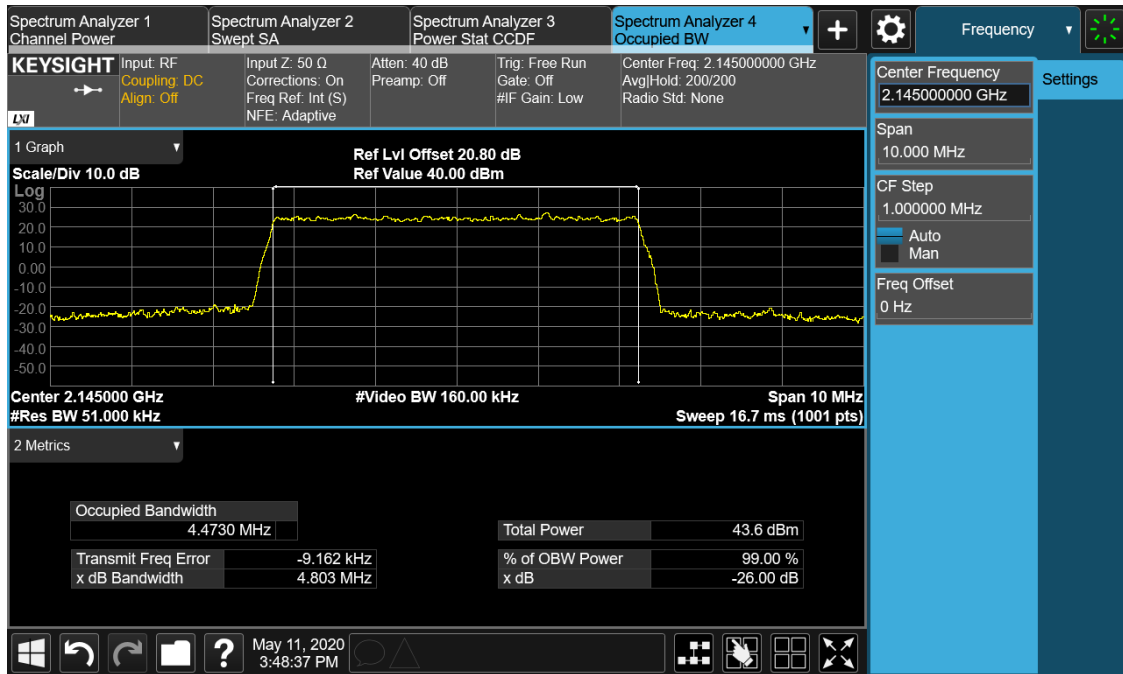 Spectrum Analyzer 1
Channel Power
Spectrum Analyzer 2
Swept SA
Spectrum Analyzer 3
Power Stat CCDF
Spectrum Analyzer 4
Occupied BW
Frequency
KEYSIGHT
LXI
Input: RF
Coupling: DC
Align: Off
Input Z: 50 Ω
Corrections: On
Freq Ref: Int (S)
NFE: Adaptive
Atten: 40 dB
Preamp: Off
Trig: Free Run
Gate: Off
#IF Gain: Low
Center Freq: 2.145000000 GHz
Avg|Hold: 200/200
Radio Std: None
Center Frequency
2.145000000 GHz
Settings
Span
10.000 MHz
CF Step
1.000000 MHz
Auto
Man
Freq Offset
0 Hz
1 Graph
Scale/Div 10.0 dB
Ref Lvl Offset 20.80 dB
Ref Value 40.00 dBm
Log
30.0
20.0
10.0
0.00
-10.0
-20.0
-30.0
-40.0
-50.0
Center 2.145000 GHz
#Res BW 51.000 kHz
#Video BW 160.00 kHz
Span 10 MHz
Sweep 16.7 ms (1001 pts)
2 Metrics
Occupied Bandwidth
4.4730 MHz
Total Power 43.6 dBm
Transmit Freq Error -9.162 kHz
% of OBW Power 99.00 %
x dB Bandwidth 4.803 MHz
x dB -26.00 dB
?
May 11, 2020
3:48:37 PM